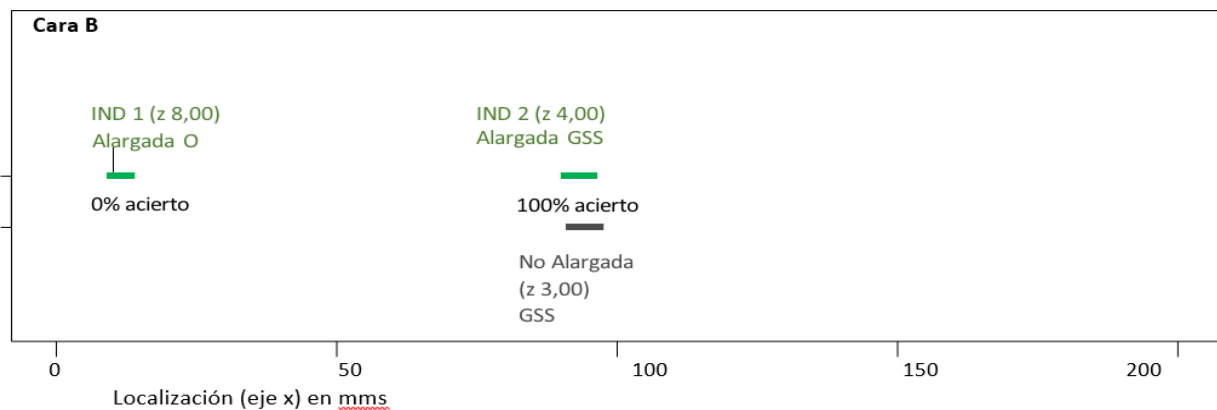 Cara B
IND 1 (z 8,00)
Alargada O
IND 2 (z 4,00)
Alargada GSS
0% acierto
100% acierto
No Alargada
(z 3,00)
GSS
0 50 100 150 200
Localización (eje x) en mms